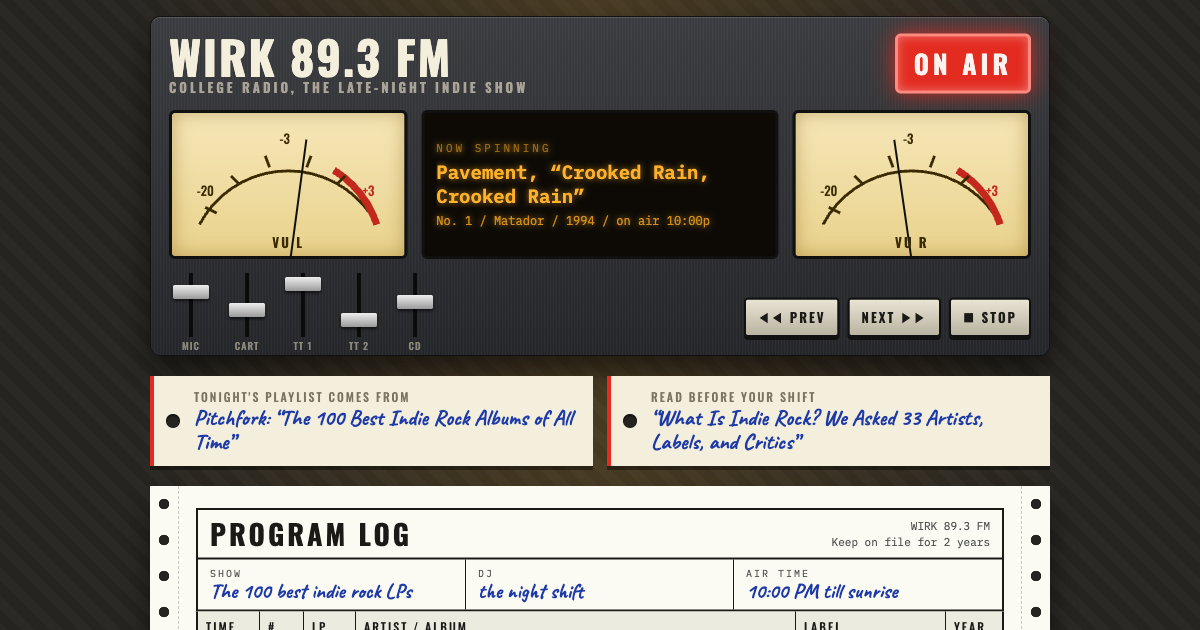 WIRK 89.3 FM
COLLEGE RADIO, THE LATE-NIGHT INDIE SHOW
ON AIR
-20
-3
+3
VU L
NOW SPINNING
Pavement, “Crooked Rain,
Crooked Rain”
No. 1 / Matador / 1994 / on air 10:00p
-20
-3
+3
VU R
MIC
CART
TT 1
TT 2
CD
◄◄ PREV
NEXT ►►
■ STOP
TONIGHT'S PLAYLIST COMES FROM
Pitchfork: “The 100 Best Indie Rock Albums of All
Time”
READ BEFORE YOUR SHIFT
“What Is Indie Rock? We Asked 33 Artists,
Labels, and Critics”
PROGRAM LOG
WIRK 89.3 FM
Keep on file for 2 years
SHOW
The 100 best indie rock LPs
DJ
the night shift
AIR TIME
10:00 PM till sunrise
TIME # LP ARTIST / ALBUM LABEL YEAR